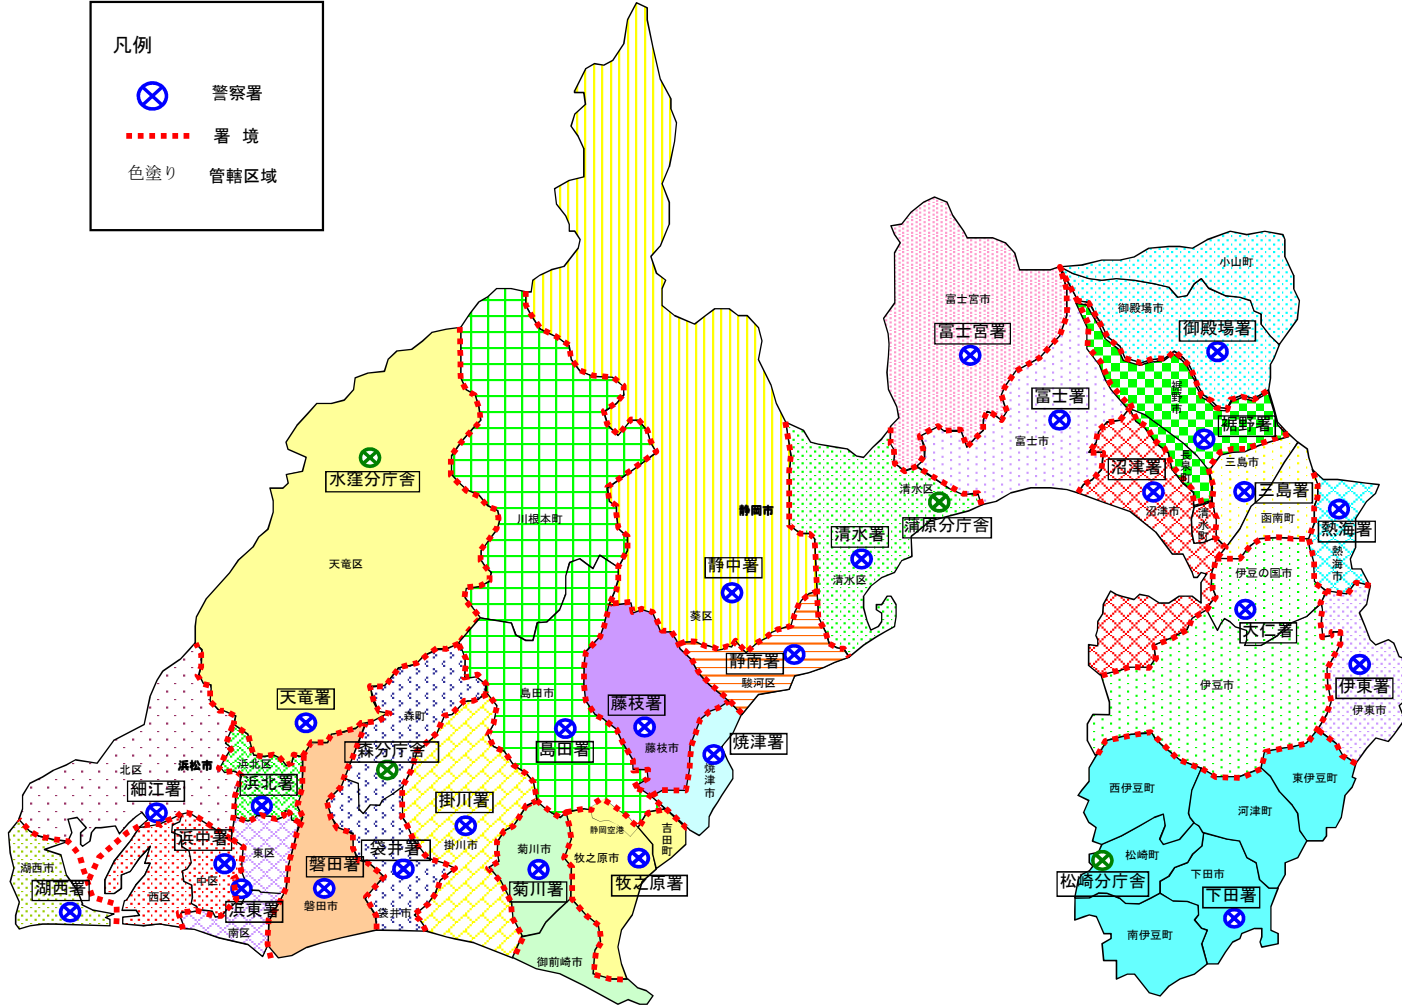 凡例
警察署
署 境
色塗り 管轄区域
小山町
富士宮市
御殿場市
富士宮署
御殿場署
裾野市
富士署
裾野署
富士市
三島市
長泉町
沼津署
水窪分庁舎
清水区
三島署
静岡市
沼津市
函南町
川根本町
清水町
蒲原分庁舎
熱海署
清水署
熱海市
天竜区
静中署
清水区
伊豆の国市
葵区
大仁署
静南署
駿河区
伊豆市
伊東署
島田市
天竜署
藤枝署
伊東市
森町
島田署
藤枝市
焼津署
森分庁舎
浜松市
浜北区
北区
焼津市
東伊豆町
浜北署
細江署
西伊豆町
掛川署
河津町
静岡空港
吉田町
浜中署
掛川市
袋井署
菊川市
東区
牧之原市
松崎町
湖西市
磐田署
下田市
中区
湖西署
菊川署
牧之原署
松崎分庁舎
西区
下田署
浜東署
磐田市
袋井市
南区
南伊豆町
御前崎市